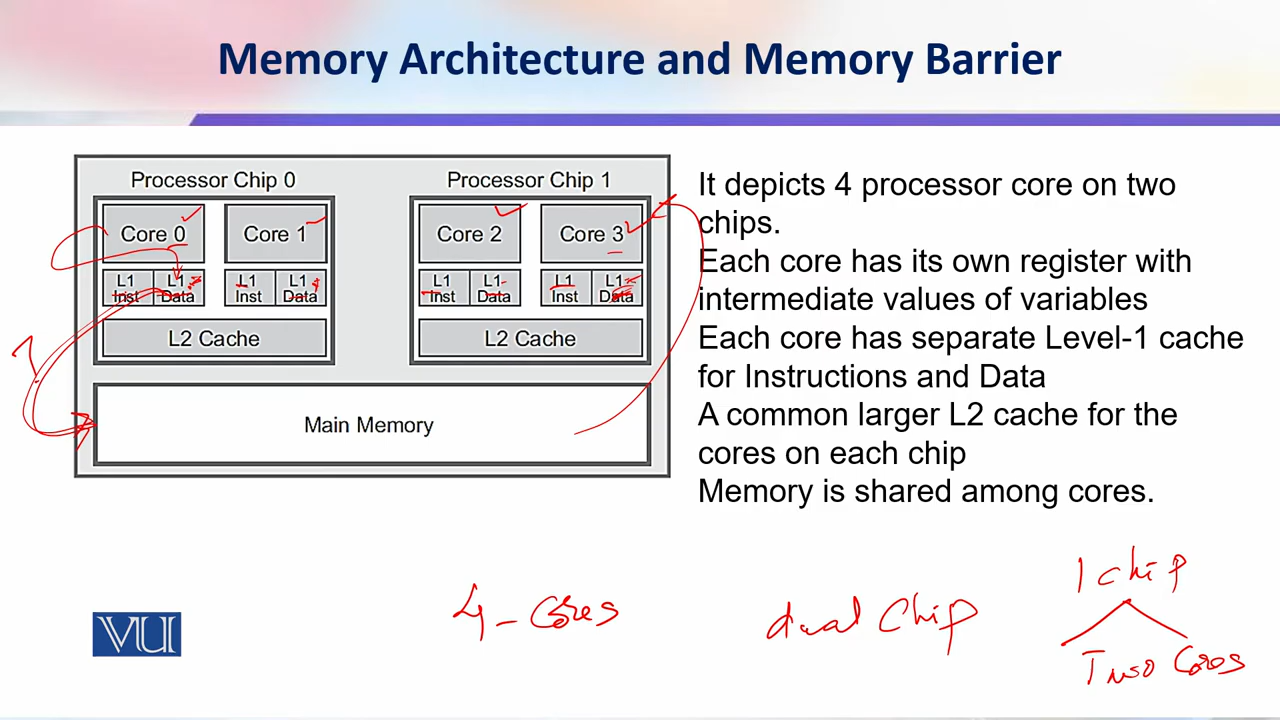 Memory Architecture and Memory Barrier
Processor Chip 0
Processor Chip 1
Core 0
Core 1
Core 2
Core 3
L1 Inst
L1 Data
L1 Inst
L1 Data
L1 Inst
L1 Data
L1 Inst
L1 Data
L2 Cache
L2 Cache
Main Memory
It depicts 4 processor core on two
chips.
Each core has its own register with
intermediate values of variables
Each core has separate Level-1 cache
for Instructions and Data
A common larger L2 cache for the
cores on each chip
Memory is shared among cores.
4 - Cores
dual Chip
1 chip
Two Cores
VU